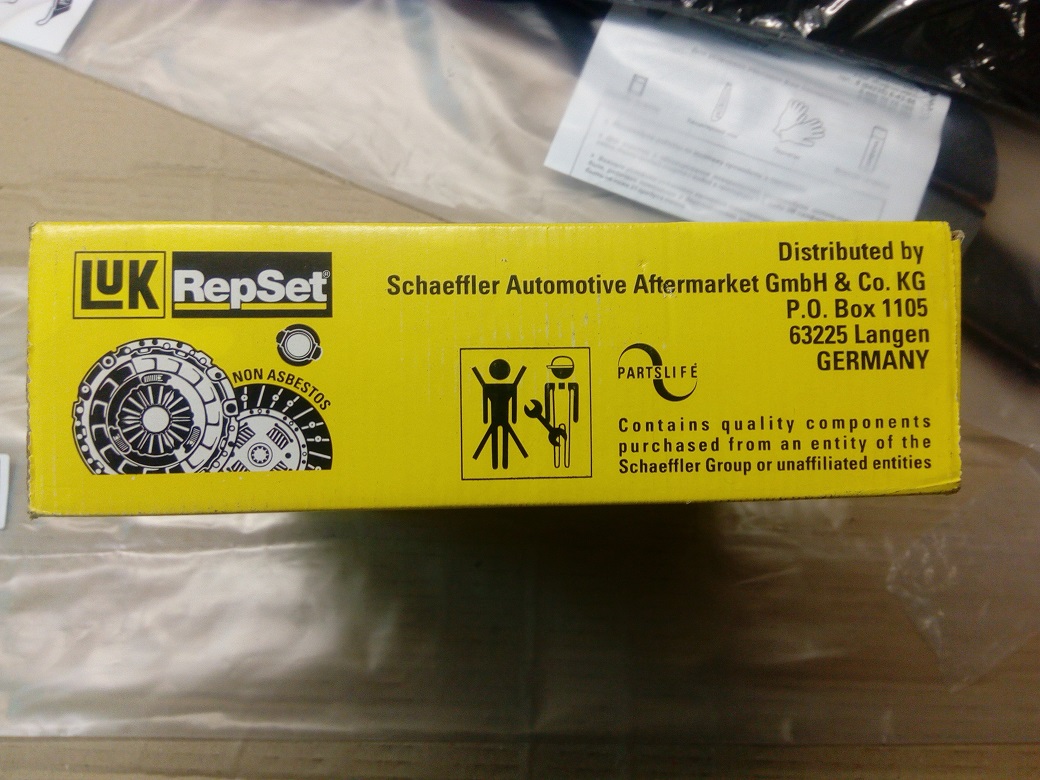 LUK RepSet®
NON ASBESTOS
Distributed by
Schaeffler Automotive Aftermarket GmbH & Co. KG
P.O. Box 1105
63225 Langen
GERMANY
PARTSLIFE
Contains quality components
purchased from an entity of the
Schaeffler Group or unaffiliated entities